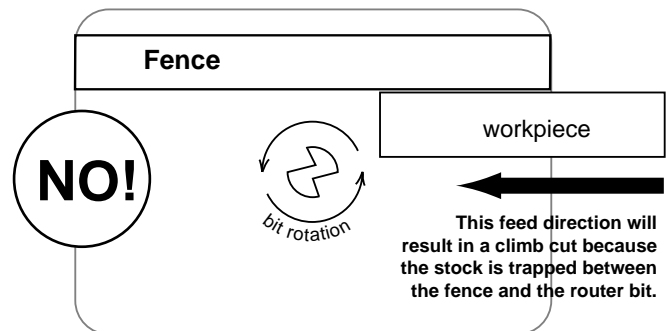 Fence
workpiece
NO!
bit rotation
This feed direction will
result in a climb cut because
the stock is trapped between
the fence and the router bit.